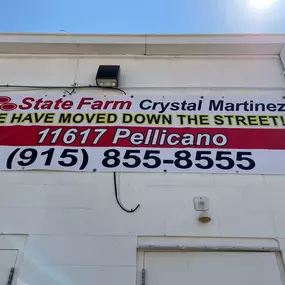 State Farm Crystal Martinez
E HAVE MOVED DOWN THE STREET!
11617 Pellicano
(915) 855-8555